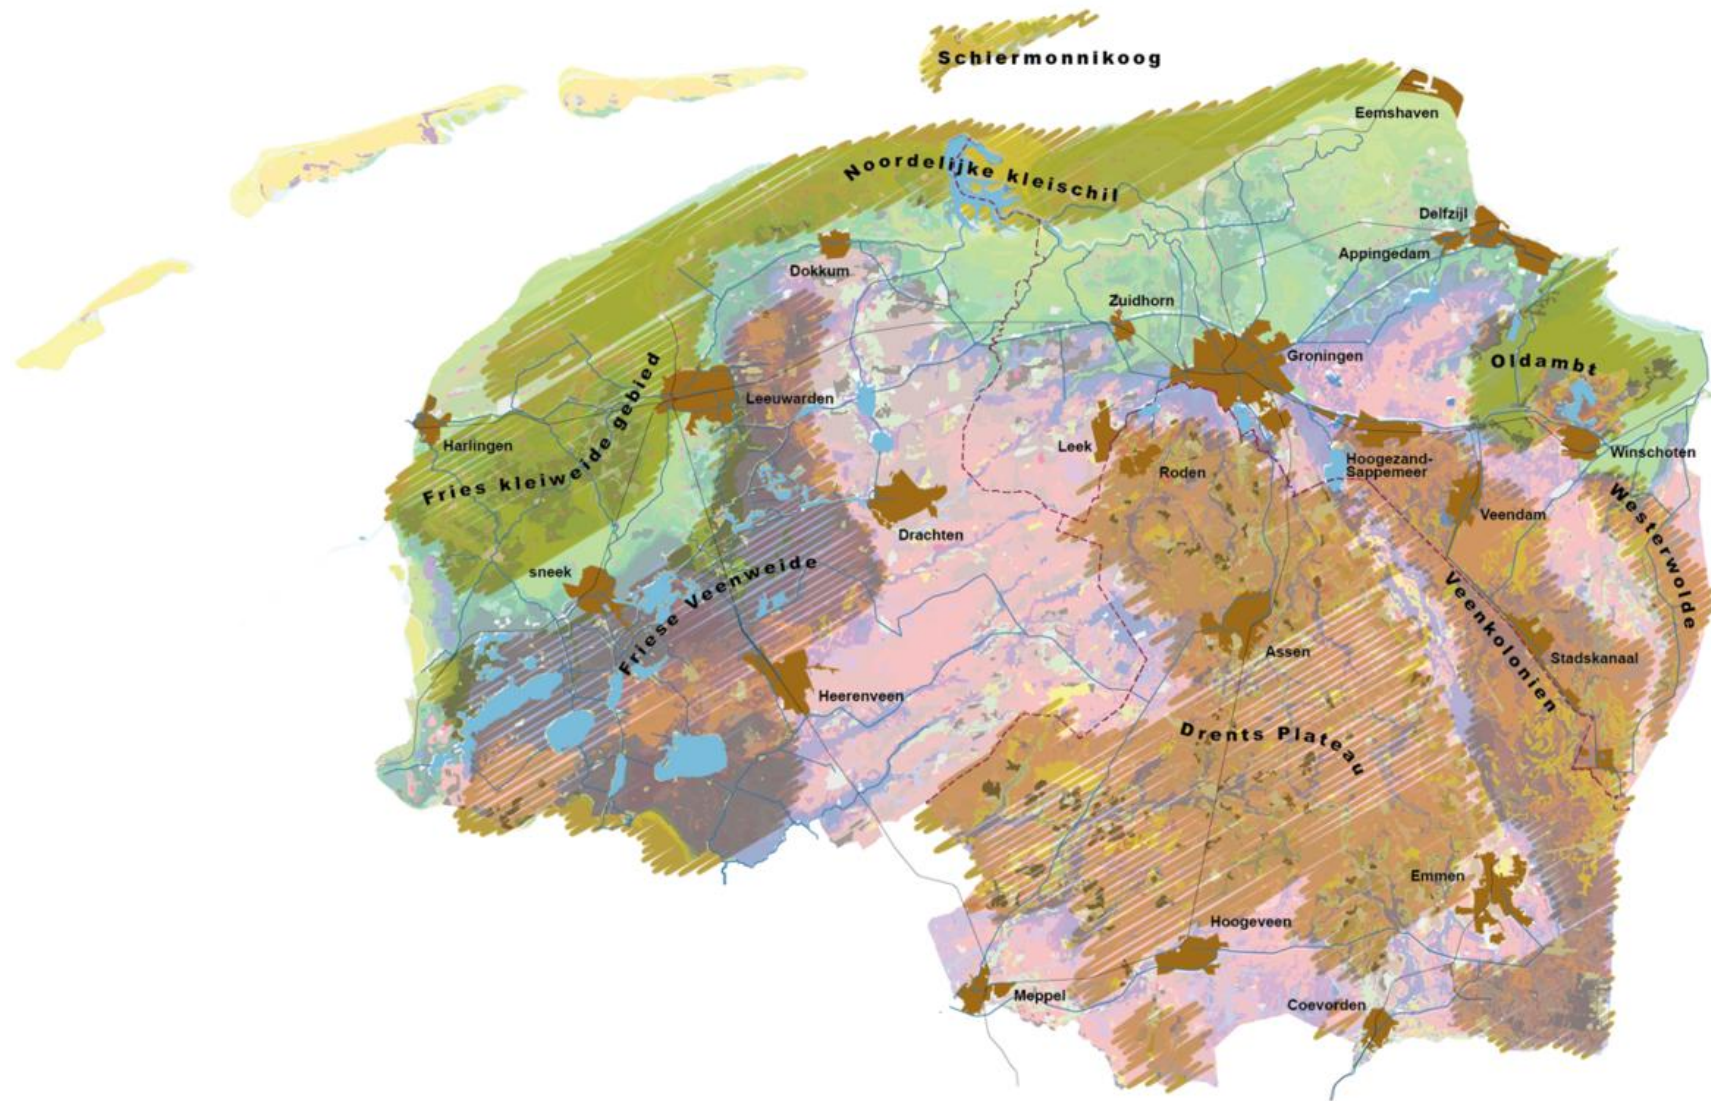 Schiermonnikoog
Eemshaven
Noordelijke kleischil
Delfzijl
Appingedam
Dokkum
Zuidhorn
Groningen
Oldambt
Leeuwarden
Harlingen
Fries kleiweide gebied
Leek
Roden
Hoogezand-
Sappemeer
Winschoten
Westerwolde
Veendam
Drachten
sneek
Friese Veenweide
Veenkolonien
Assen
Stadskanaal
Heerenveen
Drents Plateau
Emmen
Hoogeveen
Meppel
Coevorden